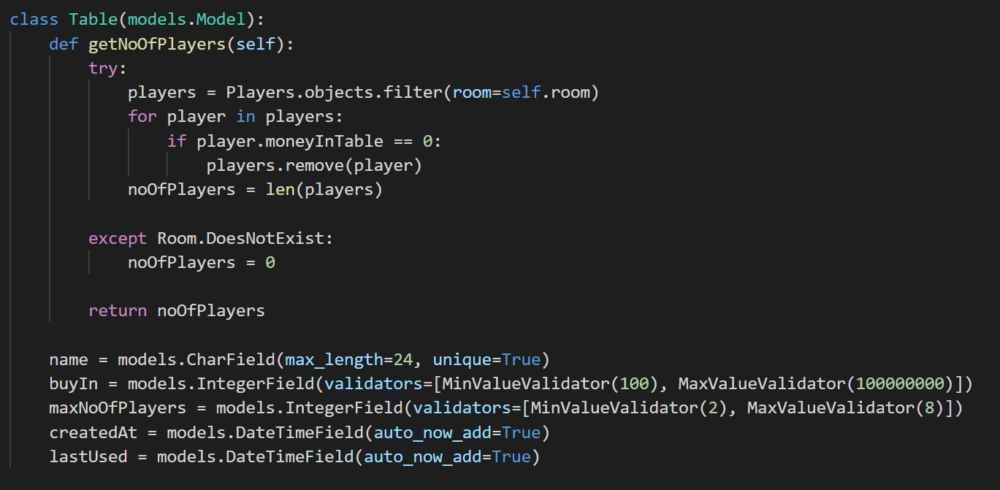 class Table(models.Model):
    def getNoOfPlayers(self):
        try:
            players = Players.objects.filter(room=self.room)
            for player in players:
                if player.moneyInTable == 0:
                    players.remove(player)
            noOfPlayers = len(players)

        except Room.DoesNotExist:
            noOfPlayers = 0

        return noOfPlayers

    name = models.CharField(max_length=24, unique=True)
    buyIn = models.IntegerField(validators=[MinValueValidator(100), MaxValueValidator(100000000)])
    maxNoOfPlayers = models.IntegerField(validators=[MinValueValidator(2), MaxValueValidator(8)])
    createdAt = models.DateTimeField(auto_now_add=True)
    lastUsed = models.DateTimeField(auto_now_add=True)